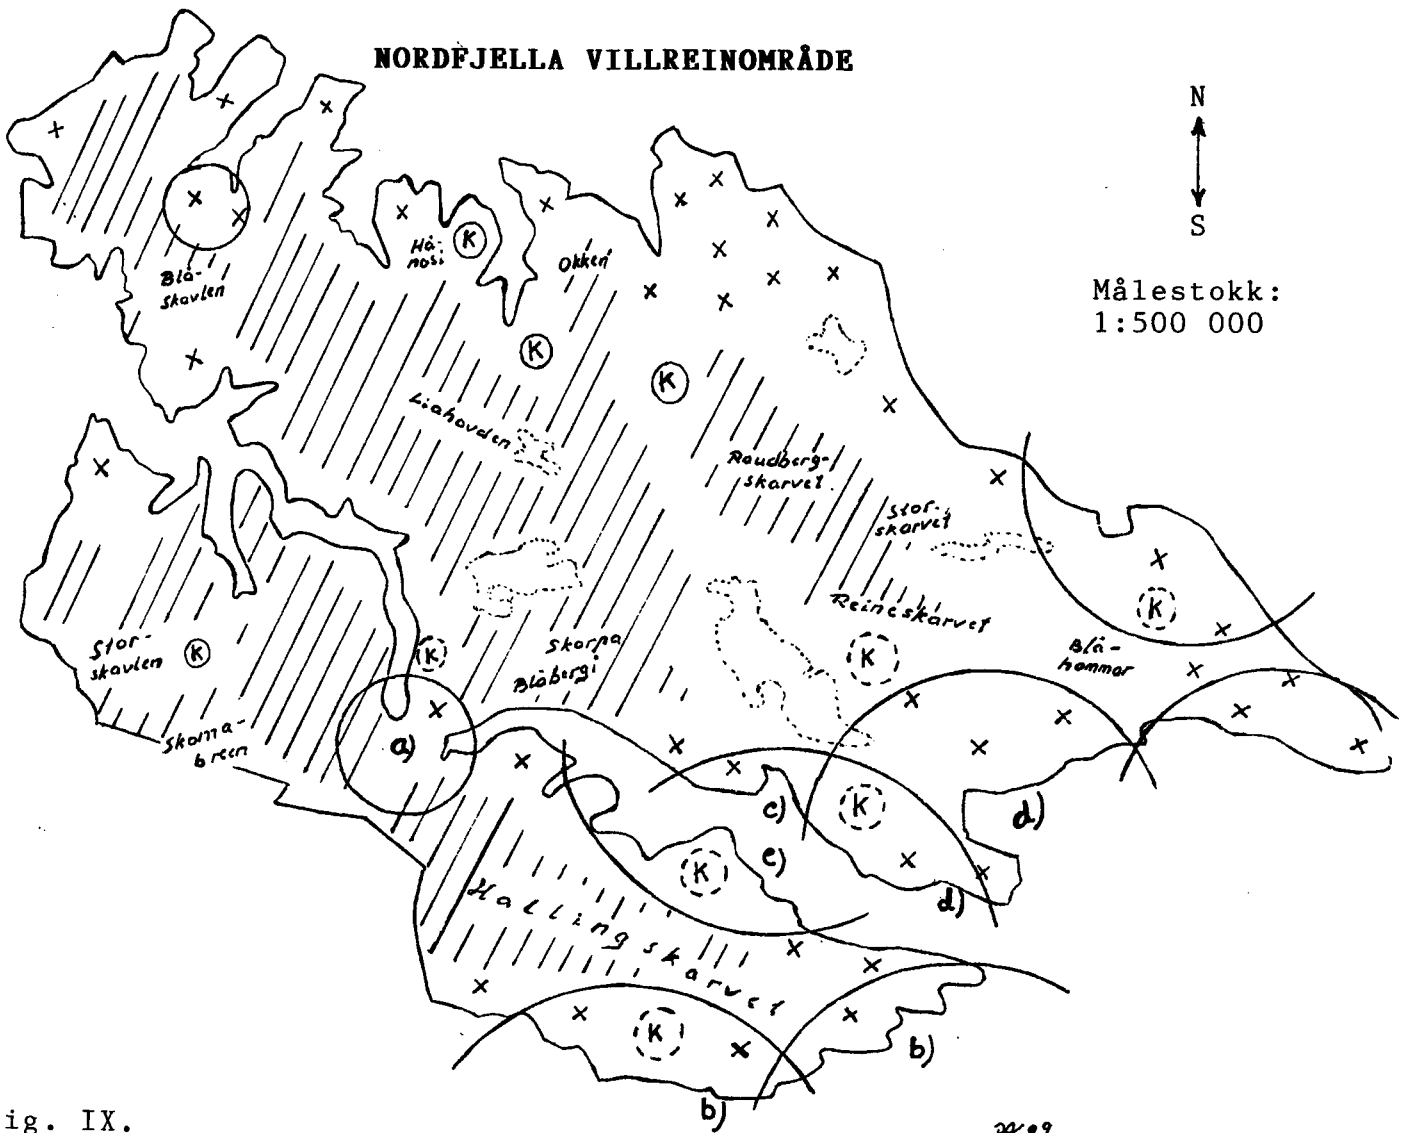 NORDFJELLA VILLREINOMRÅDE
N
S
Målestokk:
1:500 000
Hå-
nosi
K
Okken
Blå-
Skavlen
K
K
Liahovden
Raudberg-
skarvet
Stor-
skarvet
Reineskarvet
K
Stor-
skavlen
K
K
Skarpa
Blåbergi
K
Blå-
hammar
Skoma-
breen
a)
c)
K
d)
e)
K
d)
Hallingskarvet
K
b)
b)
ig. IX.